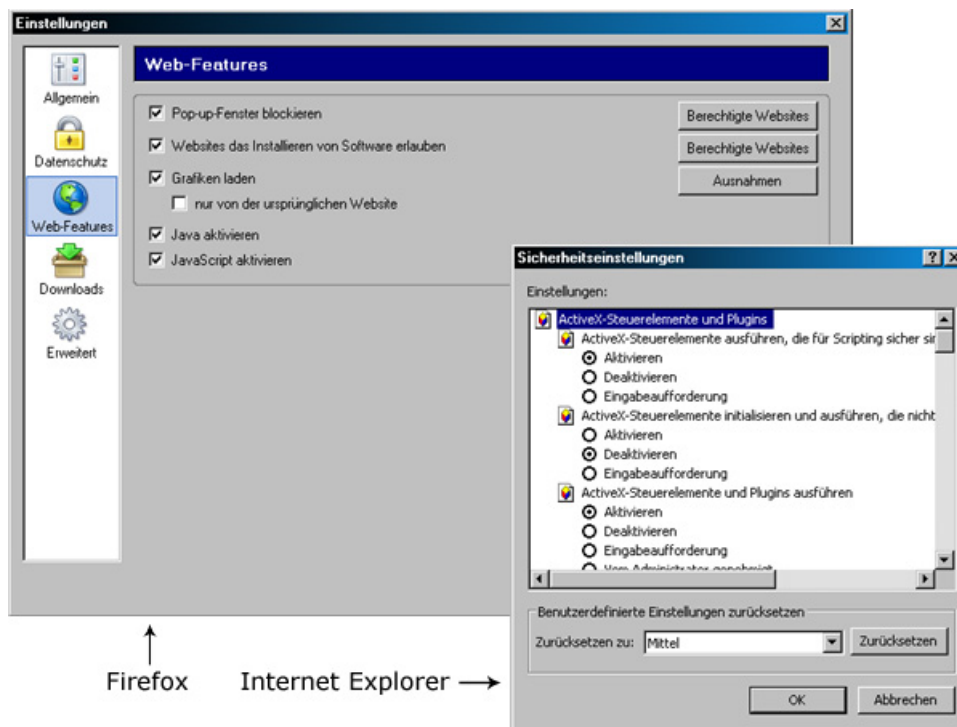 Einstellungen
Allgemein
Datenschutz
Web-Features
Downloads
Erweitert
Web-Features
Pop-up-Fenster blockieren
Berechtigte Websites
Websites das Installieren von Software erlauben
Berechtigte Websites
Grafiken laden
Ausnahmen
nur von der ursprünglichen Website
Java aktivieren
JavaScript aktivieren
Sicherheitseinstellungen
Einstellungen:
ActiveX-Steuerelemente und Plugins
ActiveX-Steuerelemente ausführen, die für Scripting sicher
Aktivieren
Deaktivieren
Eingabeaufforderung
ActiveX-Steuerelemente initialisieren und ausführen, die nicht
Aktivieren
Deaktivieren
Eingabeaufforderung
ActiveX-Steuerelemente und Plugins ausführen
Aktivieren
Deaktivieren
Eingabeaufforderung
Vom Administrator genehmigt
Benutzerdefinierte Einstellungen zurücksetzen
Zurücksetzen zu: Mittel Zurücksetzen
OK Abbrechen
Firefox
Internet Explorer